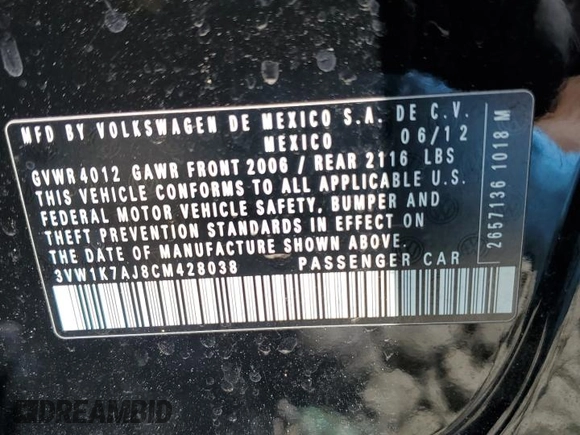 MFD BY VOLKSWAGEN DE MEXICO S.A. DE C.V.
MEXICO 06/12
GVWR 4012 GAWR FRONT 2006 / REAR 2116 LBS
THIS VEHICLE CONFORMS TO ALL APPLICABLE U.S.
FEDERAL MOTOR VEHICLE SAFETY, BUMPER AND
THEFT PREVENTION STANDARDS IN EFFECT ON
THE DATE OF MANUFACTURE SHOWN ABOVE.
3VW1K7AJ8CM428038 PASSENGER CAR
2657136 1018 M
DREAMBID